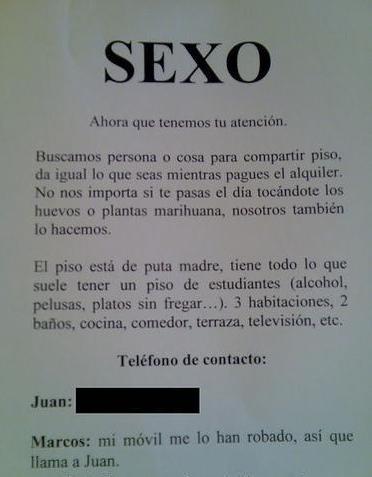 SEXO
Ahora que tenemos tu atención.
Buscamos persona o cosa para compartir piso,
da igual lo que seas mientras pagues el alquiler.
No nos importa si te pasas el día tocándote los
huevos o plantas marihuana, nosotros también
lo hacemos.
El piso está de puta madre, tiene todo lo que
suele tener un piso de estudiantes (alcohol,
pelusas, platos sin fregar…). 3 habitaciones, 2
baños, cocina, comedor, terraza, televisión, etc.
Teléfono de contacto:
Juan:
Marcos: mi móvil me lo han robado, así que
llama a Juan.